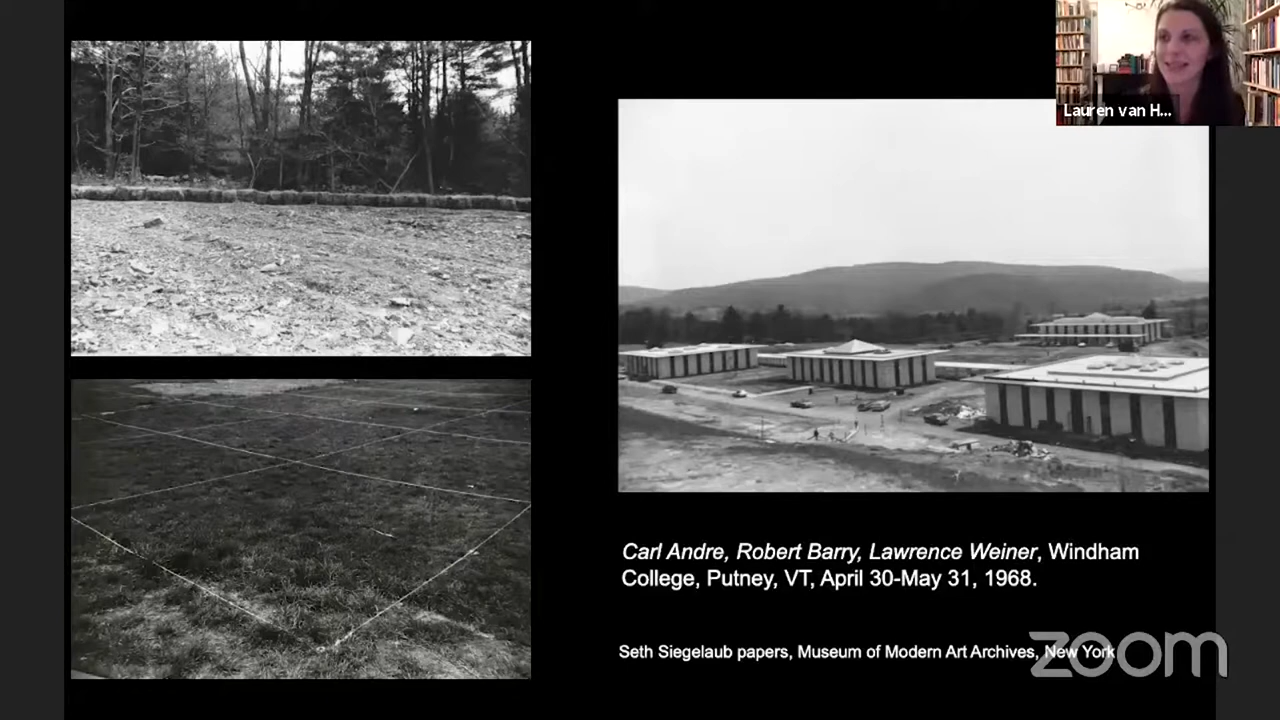 Lauren van H...
Carl Andre, Robert Barry, Lawrence Weiner, Windham
College, Putney, VT, April 30-May 31, 1968.
Seth Siegelaub papers, Museum of Modern Art Archives, New York
zoom